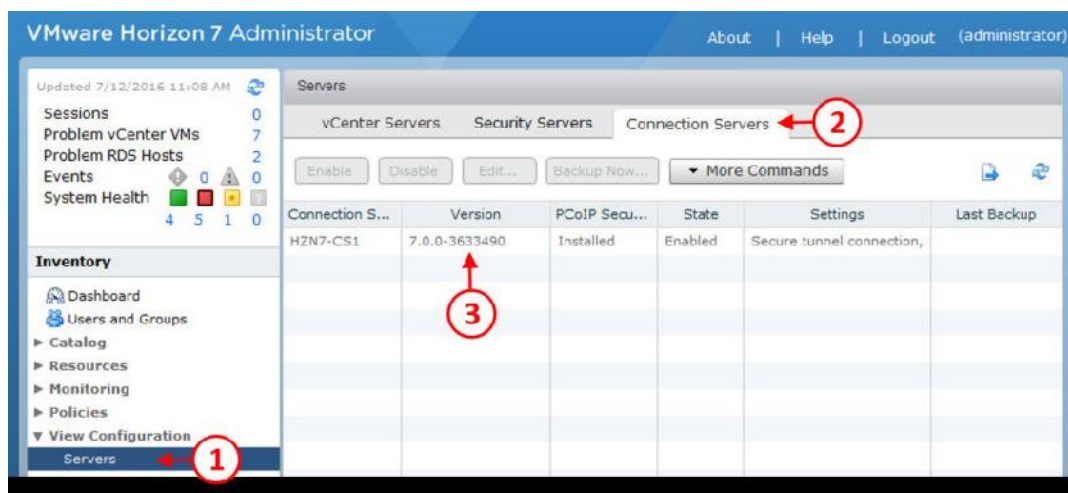 VMware Horizon 7 Administrator
About | Help | Logout (administrator)
Updated 7/12/2016 11:08 AM
Sessions 0
Problem vCenter VMs 7
Problem RDS Hosts 2
Events 0 0
System Health
4 5 1 0
Inventory
Dashboard
Users and Groups
Catalog
Resources
Monitoring
Policies
View Configuration
Servers
1
Servers
vCenter Servers Security Servers Connection Servers
2
Enable Disable Edit... Backup Now... More Commands
Connection S... Version PCoIP Secu... State Settings Last Backup
HZN7-CS1 7.0.0-3633490 Installed Enabled Secure tunnel connection,
3